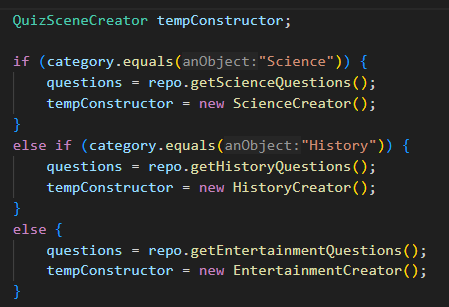 QuizSceneCreator tempConstructor;
if (category.equals(anObject:"Science")) {
questions = repo.getScienceQuestions();
tempConstructor = new ScienceCreator();
}
else if (category.equals(anObject:"History")) {
questions = repo.getHistoryQuestions();
tempConstructor = new HistoryCreator();
}
else {
questions = repo.getEntertainmentQuestions();
tempConstructor = new EntertainmentCreator();
}